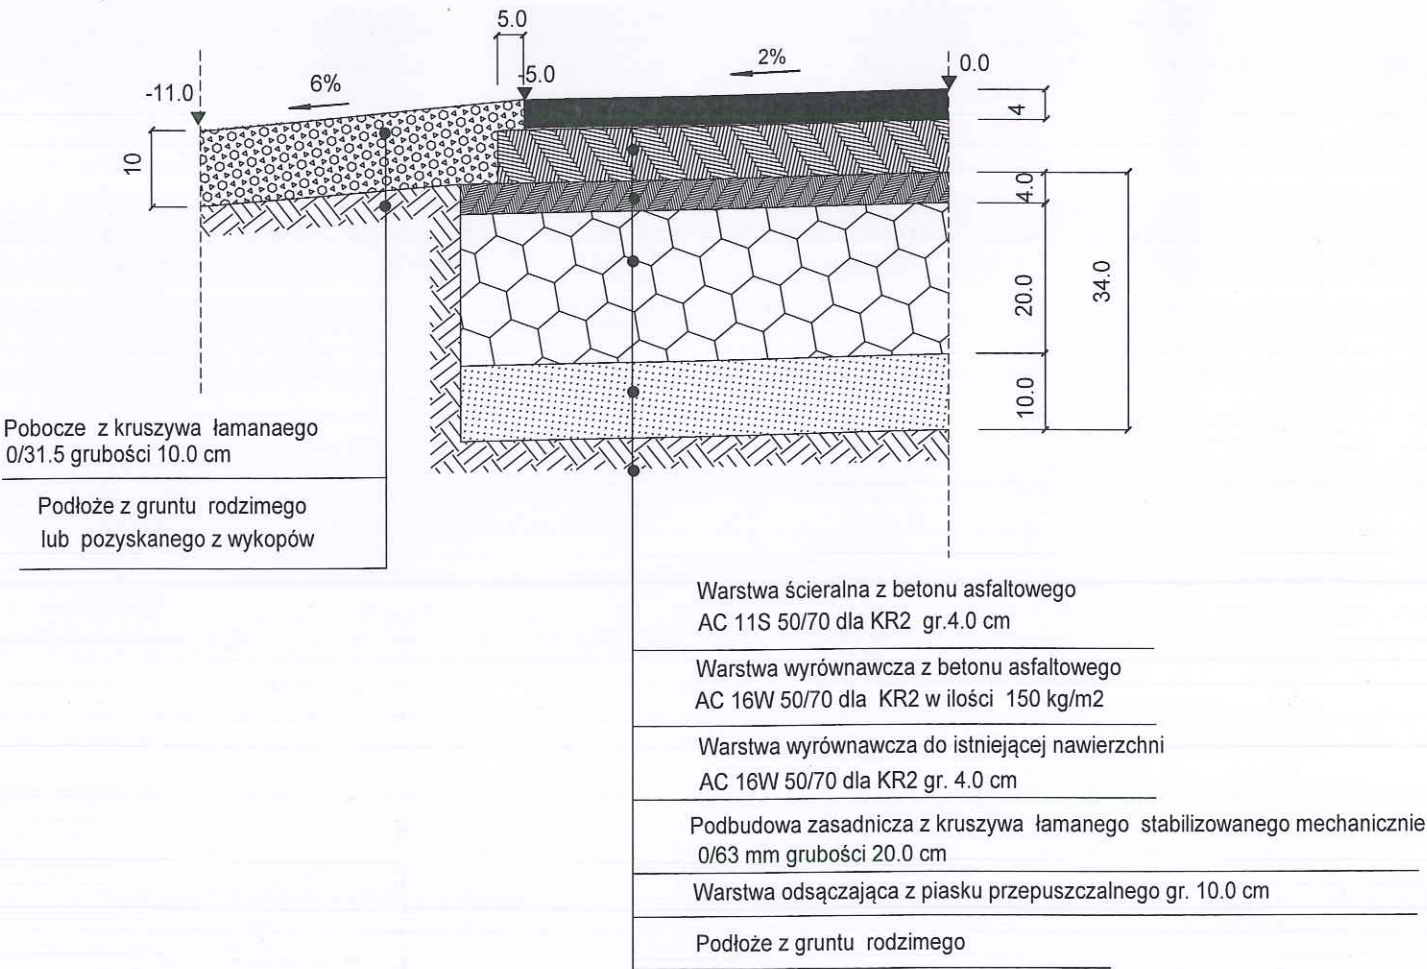 5.0
-11.0
6%
-5.0
2%
0.0
4
10
4.0
20.0
34.0
10.0
Pobocze z kruszywa łamanaego
0/31.5 grubości 10.0 cm
Podłoże z gruntu rodzimego
lub pozyskanego z wykopów
Warstwa ścieralna z betonu asfaltowego
AC 11S 50/70 dla KR2 gr.4.0 cm
Warstwa wyrównawcza z betonu asfaltowego
AC 16W 50/70 dla KR2 w ilości 150 kg/m2
Warstwa wyrównawcza do istniejącej nawierzchni
AC 16W 50/70 dla KR2 gr. 4.0 cm
Podbudowa zasadnicza z kruszywa łamanego stabilizowanego mechanicznie
0/63 mm grubości 20.0 cm
Warstwa odsączająca z piasku przepuszczalnego gr. 10.0 cm
Podłoże z gruntu rodzimego